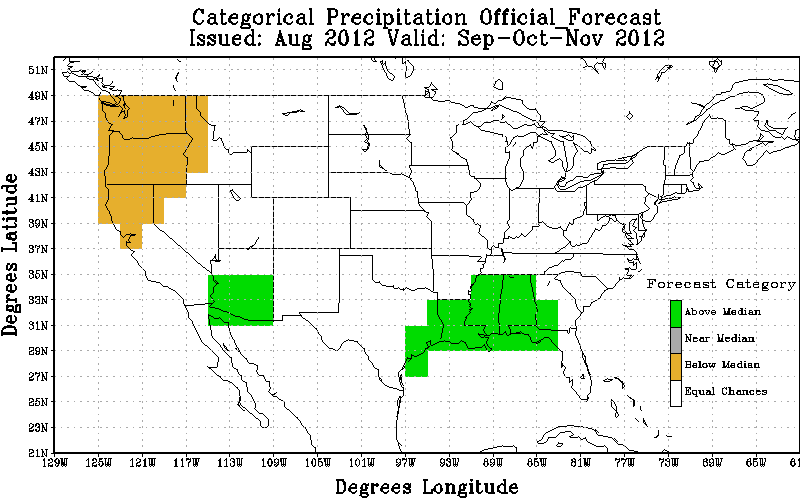 Categorical Precipitation Official_Forecast
Issued: Aug 2012 Valid: Sep-Oct-Nov 2012
51N
49N
47N
45N
43N
41N
39N
37N
35N
33N
31N
29N
27N
25N
23N
21N
Degrees Latitude
Forecast Category
Above Median
Near Median
Below Median
Equal Chances
129W 125W 121W 117W 113W 109W 105W 97W 93W 89W 85W 81W 77W 73W 69W 65W 61
Degrees Longitude